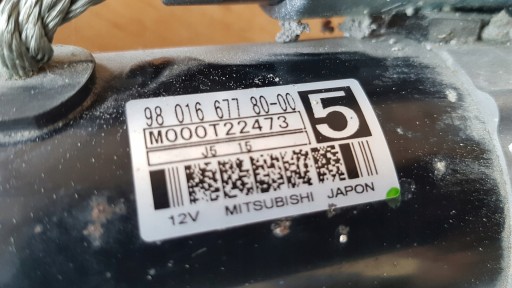 98 016 677 80-00
5
M000T22473
J5 15
12V MITSUBISHI JAPON